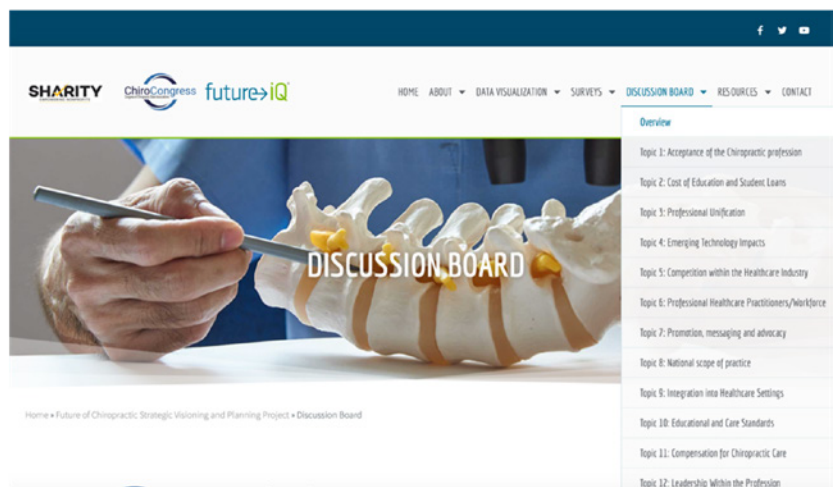 SHARITY
ChiroCongress
future→iQ
HOME ABOUT DATA VISUALIZATION SURVEYS DISCUSSION BOARD RESOURCES CONTACT
Overview
Topic 1: Acceptance of the Chiropractic profession
Topic 2: Cost of Education and Student Loans
Topic 3: Professional Unification
Topic 4: Emerging Technology Impacts
DISCUSSION BOARD
Topic 5: Competition within the Healthcare Industry
Topic 6: Professional Healthcare Practitioners/Workforce
Topic 7: Promotion, messaging and advocacy
Topic 8: National scope of practice
Topic 9: Integration into Healthcare Settings
Home » Future of Chiropractic Strategic Visioning and Planning Project » Discussion Board
Topic 10: Educational and Care Standards
Topic 11: Compensation for Chiropractic Care
Topic 12: Leadership Within the Profession